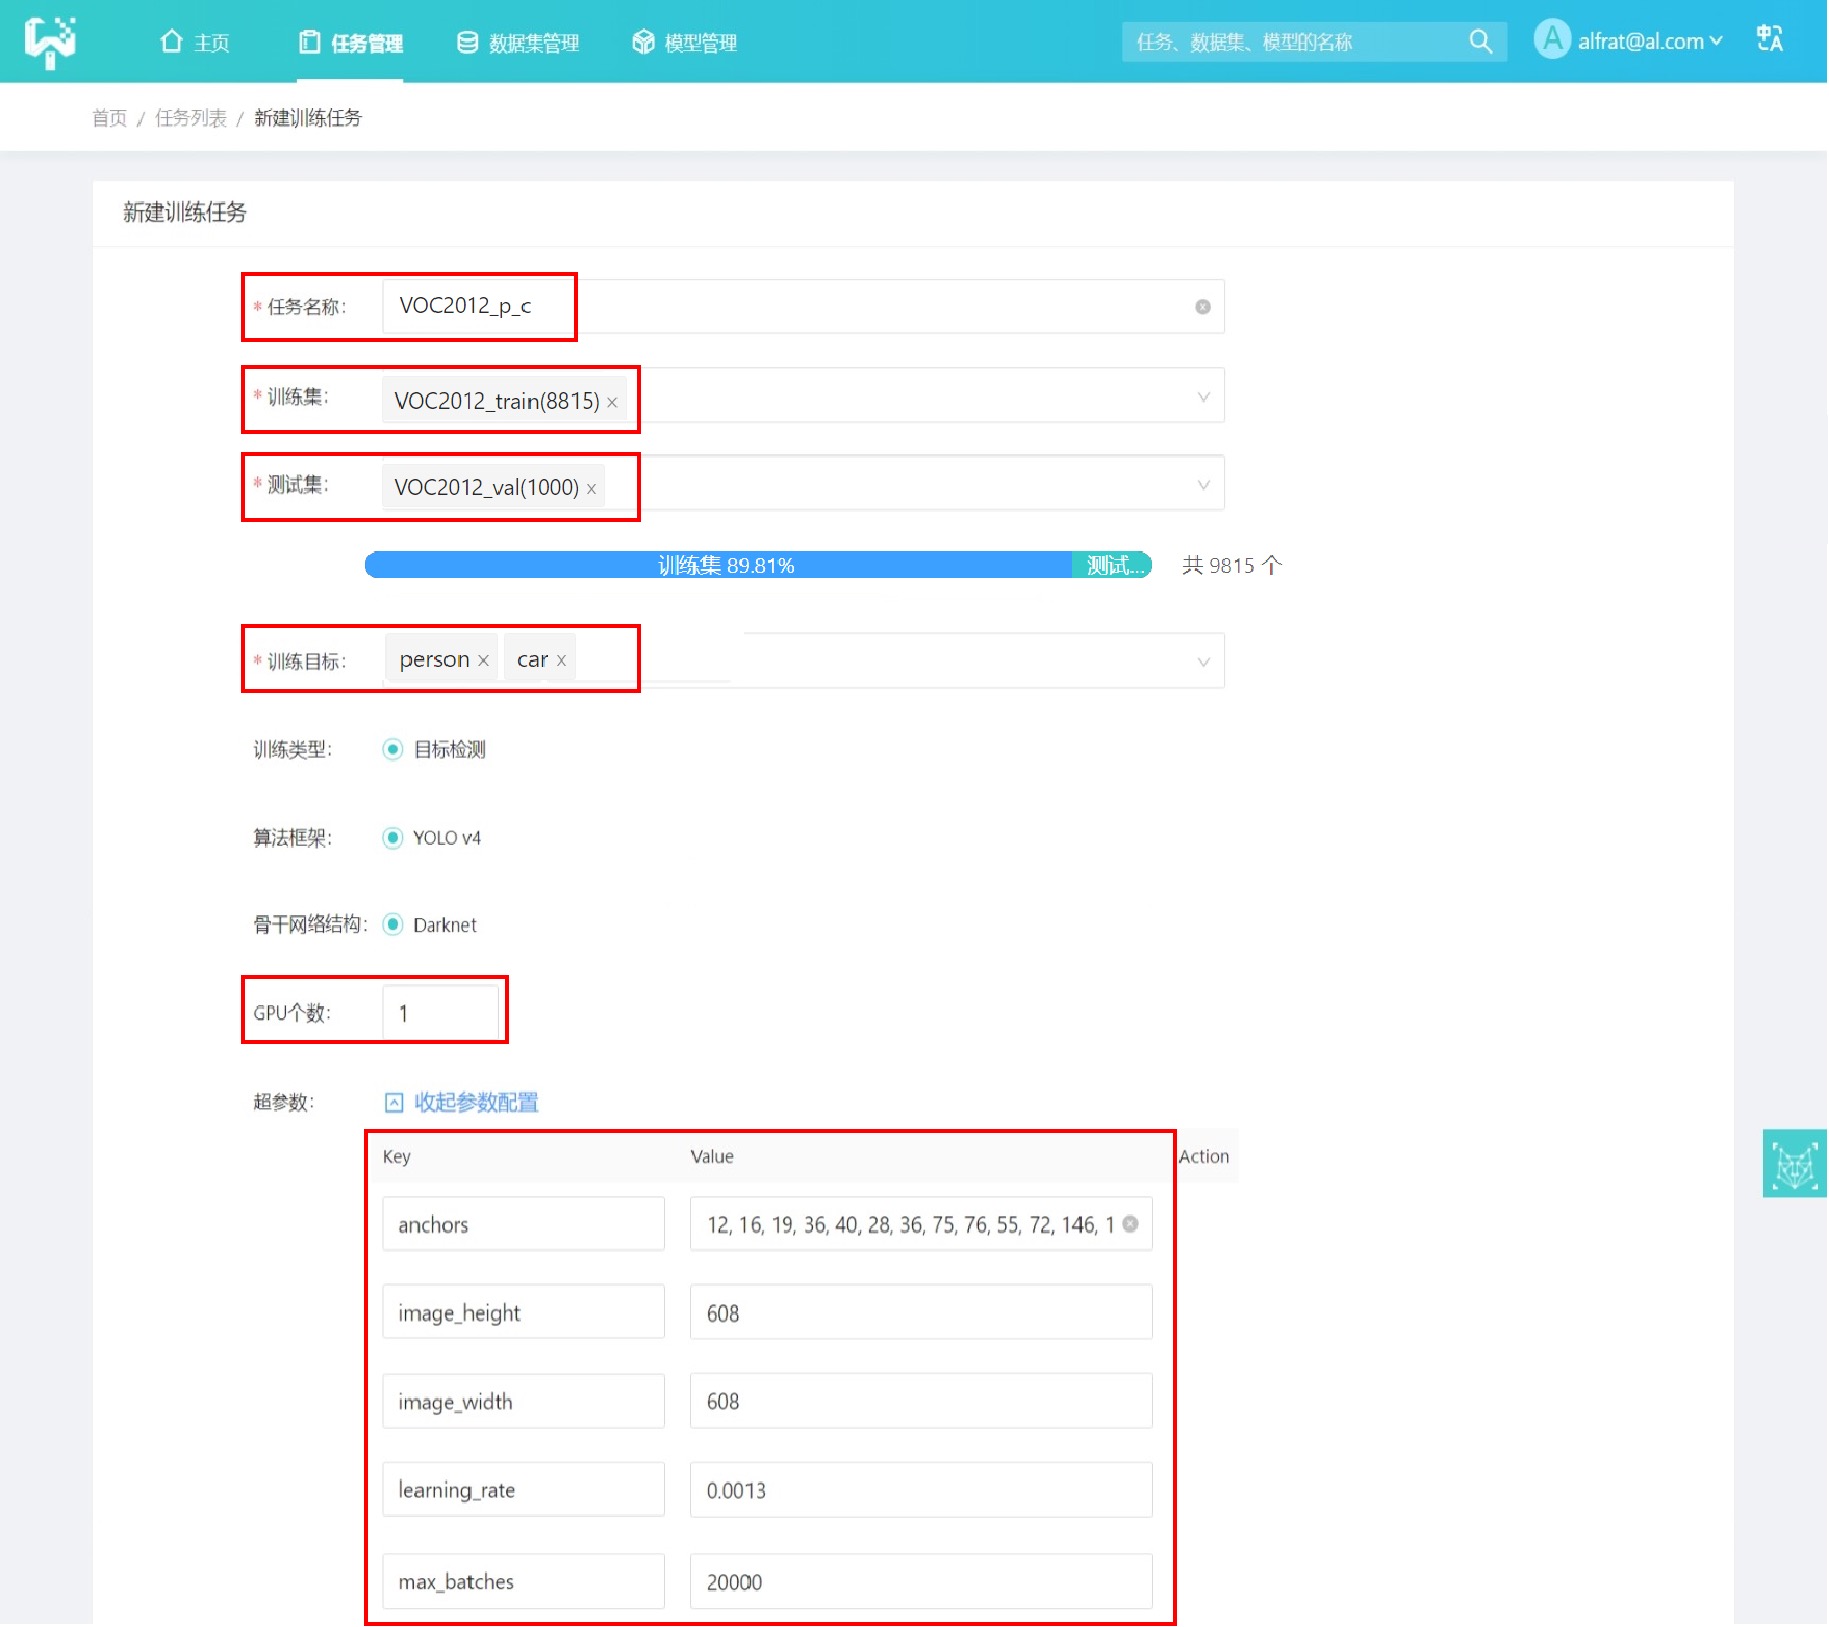 主页
任务管理
数据集管理
模型管理
任务、数据集、模型的名称
A
alfrat@al.com
中A
首页 / 任务列表 / 新建训练任务
新建训练任务
* 任务名称: VOC2012_p_c
* 训练集: VOC2012_train(8815) ×
* 测试集: VOC2012_val(1000) ×
训练集 89.81% 测试... 共 9815 个
* 训练目标: person × car ×
训练类型: 目标检测
算法框架: YOLO v4
骨干网络结构: Darknet
GPU个数: 1
超参数: 收起参数配置
Key Value Action
anchors 12, 16, 19, 36, 40, 28, 36, 75, 76, 55, 72, 146, 1
image_height 608
image_width 608
learning_rate 0.0013
max_batches 20000